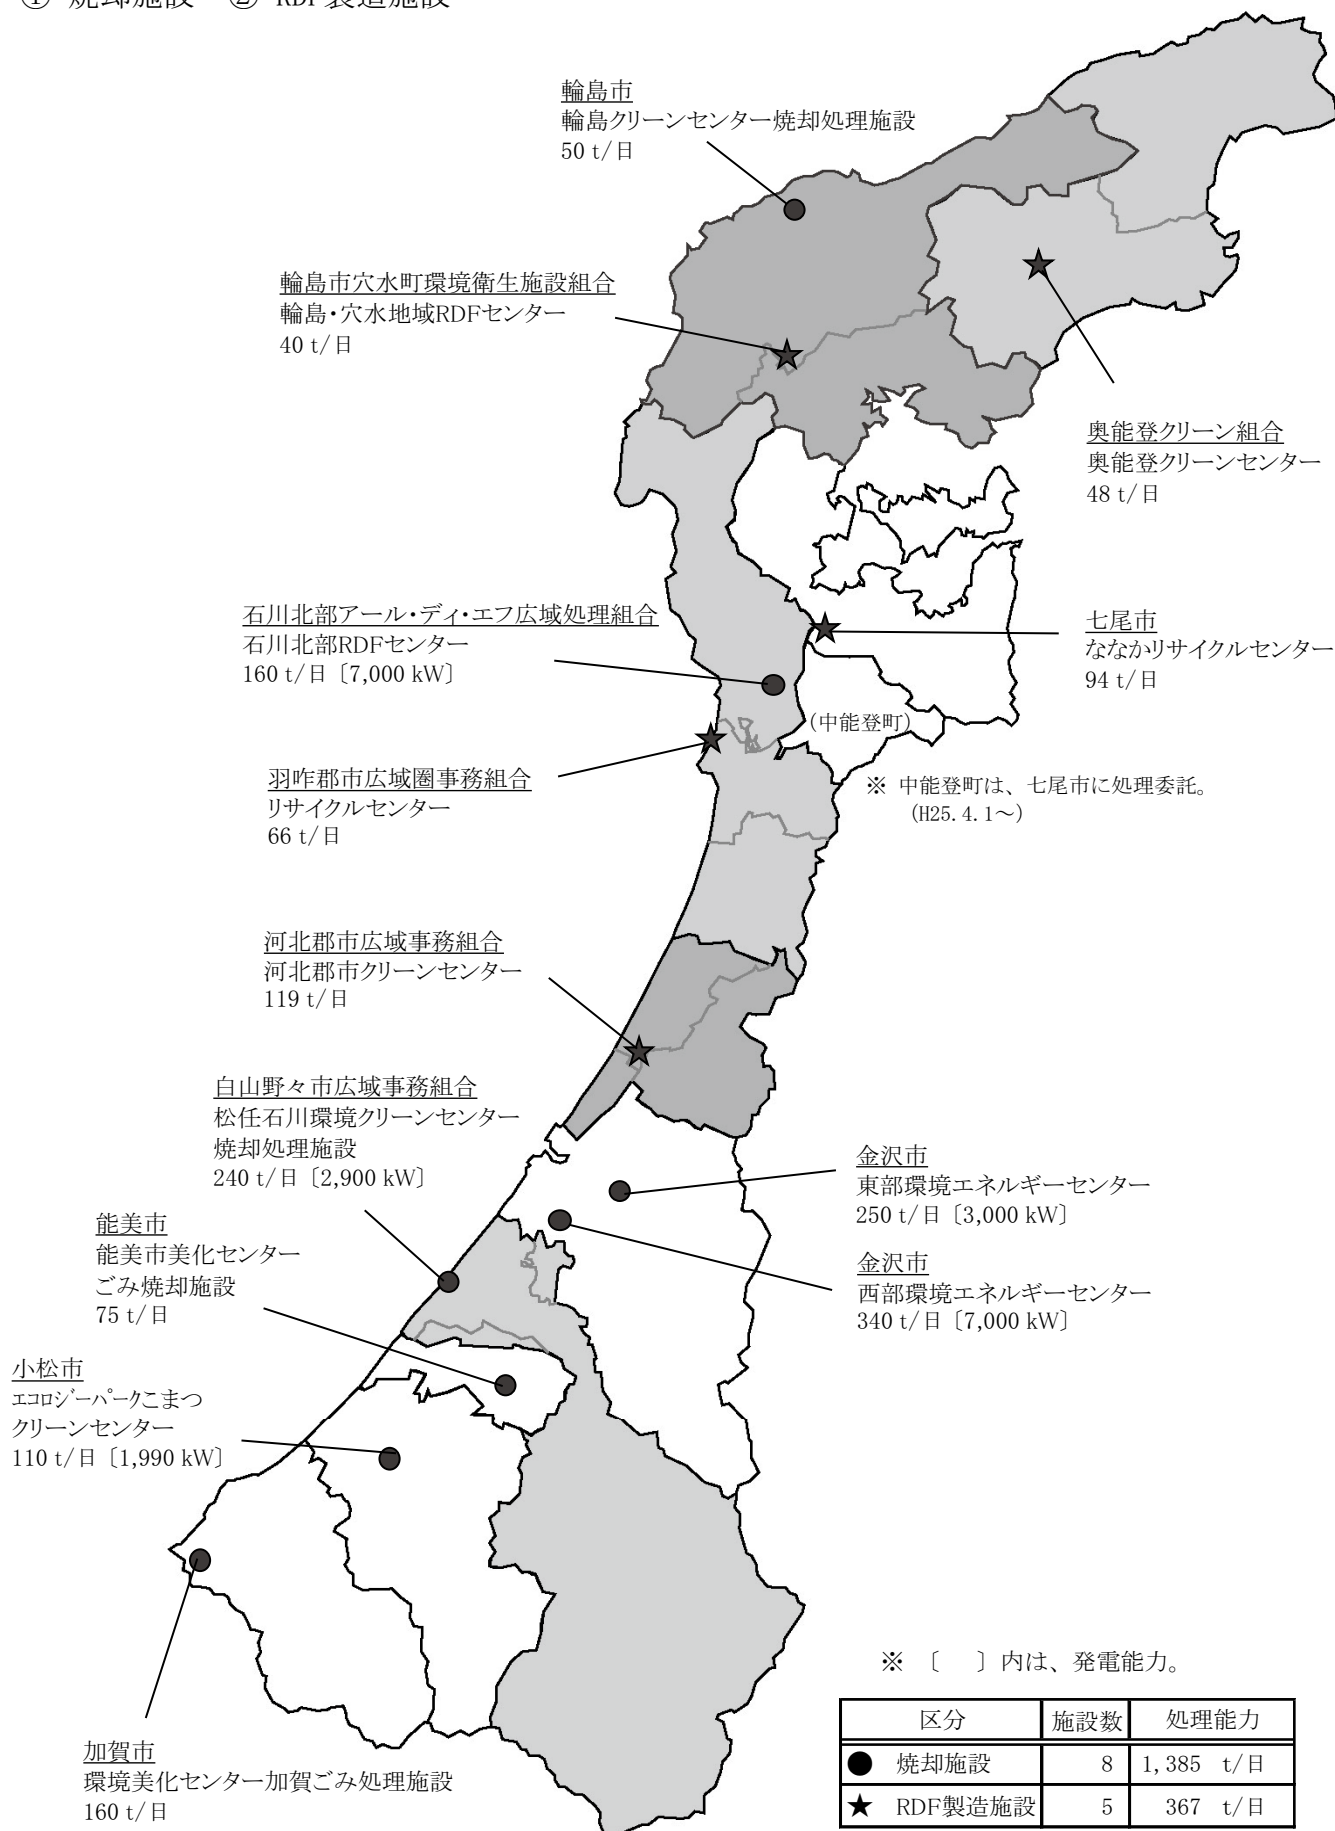 ① 焼却施設 ② RDF製造施設
輪島市
輪島クリーンセンター焼却処理施設
50 t/日
輪島市穴水町環境衛生施設組合
輪島・穴水地域RDFセンター
40 t/日
奥能登クリーン組合
奥能登クリーンセンター
48 t/日
石川北部アール・ディ・エフ広域処理組合
石川北部RDFセンター
160 t/日〔7,000 kW〕
七尾市
ななかリサイクルセンター
94 t/日
(中能登町)
※ 中能登町は、七尾市に処理委託。
(H25.4.1～)
羽咋郡市広域圏事務組合
リサイクルセンター
66 t/日
河北郡市広域事務組合
河北郡市クリーンセンター
119 t/日
白山野々市広域事務組合
松任石川環境クリーンセンター
焼却処理施設
240 t/日〔2,900 kW〕
金沢市
東部環境エネルギーセンター
250 t/日〔3,000 kW〕
金沢市
西部環境エネルギーセンター
340 t/日〔7,000 kW〕
能美市
能美市美化センター
ごみ焼却施設
75 t/日
小松市
エコロジーパークこまつ
クリーンセンター
110 t/日〔1,990 kW〕
加賀市
環境美化センター加賀ごみ処理施設
160 t/日
※ 〔 〕内は、発電能力。
区分 施設数 処理能力
● 焼却施設 8 1,385 t/日
★ RDF製造施設 5 367 t/日